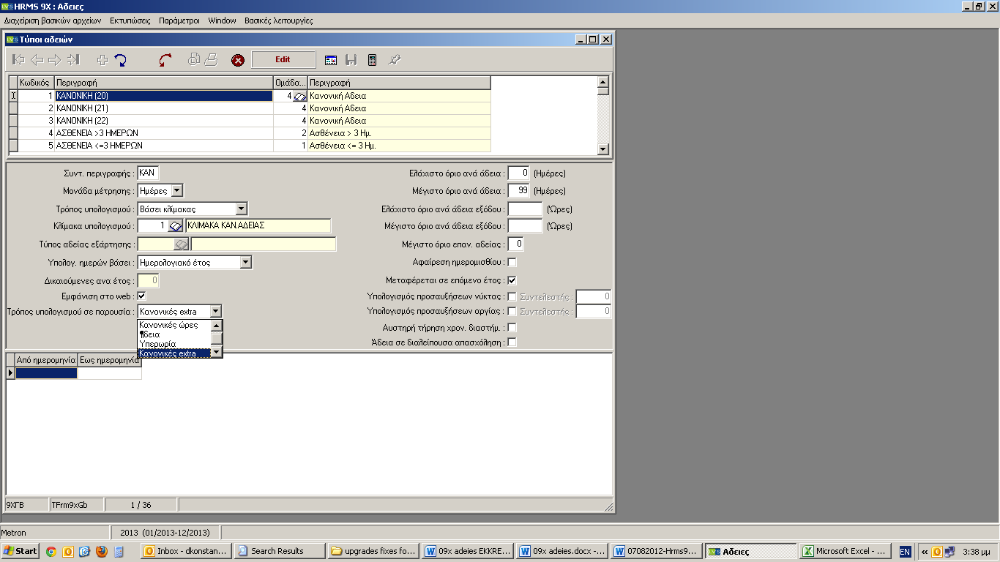 HRMS 9X : Αδειες
Διαχείριση βασικών αρχείων Εκτυπώσεις Παράμετροι Window Βασικές λειτουργίες
Τύποι αδειών
Edit
Κωδικός Περιγραφή Ομάδα... Περιγραφή
1 ΚΑΝΟΝΙΚΗ (20) 4 Κανονική Αδεια
2 ΚΑΝΟΝΙΚΗ (21) 4 Κανονική Αδεια
3 ΚΑΝΟΝΙΚΗ (22) 4 Κανονική Αδεια
4 ΑΣΘΕΝΕΙΑ >3 ΗΜΕΡΩΝ 2 Ασθένεια > 3 Ημ.
5 ΑΣΘΕΝΕΙΑ <=3 ΗΜΕΡΩΝ 1 Ασθένεια <= 3 Ημ.
Συντ. περιγραφής : ΚΑΝ Ελάχιστο όριο ανά άδεια : 0 (Ημέρες)
Μονάδα μέτρησης : Ημέρες Μέγιστο όριο ανά άδεια : 99 (Ημέρες)
Τρόπος υπολογισμού : Βάσει κλίμακας Ελάχιστο όριο ανά άδεια εξόδου : (Ώρες)
Κλίμακα υπολογισμού : 1 ΚΛΙΜΑΚΑ ΚΑΝ.ΑΔΕΙΑΣ Μέγιστο όριο ανά άδεια εξόδου : (Ώρες)
Τύπος αδείας εξάρτησης : Μέγιστο όριο επαν. αδείας : 0
Υπολογ. ημερών βάσει : Ημερολογιακό έτος Αφαίρεση ημερομισθίου :
Δικαιούμενες ανα έτος : 0 Μεταφέρεται σε επόμενο έτος :
Εμφάνιση στο web : Υπολογισμός προσαυξήσεων νύκτας : Συντελεστής : 0
Τρόπος υπολογισμού σε παρουσία : Κανονικές extra Υπολογισμός προσαυξήσεων αργίας : Συντελεστής : 0
Κανονικές ώρες Αυστηρή τήρηση χρον. διαστήμ. :
¶δεια
Υπερωρία Άδεια σε διαλείπουσα απασχόληση :
Κανονικές extra
Από ημερομηνία Εως ημερομηνία
9ΧΓΒ TFrm9xGb 1 / 36
Metron 2013 (01/2013-12/2013)
Start Inbox - dkonstan... Search Results upgrades fixes fo... 09x adeies EKKRE... 09x adeies.docx -... 07082012-Hrms9... Αδειες Microsoft Excel - ... EN « 3:38 μμ